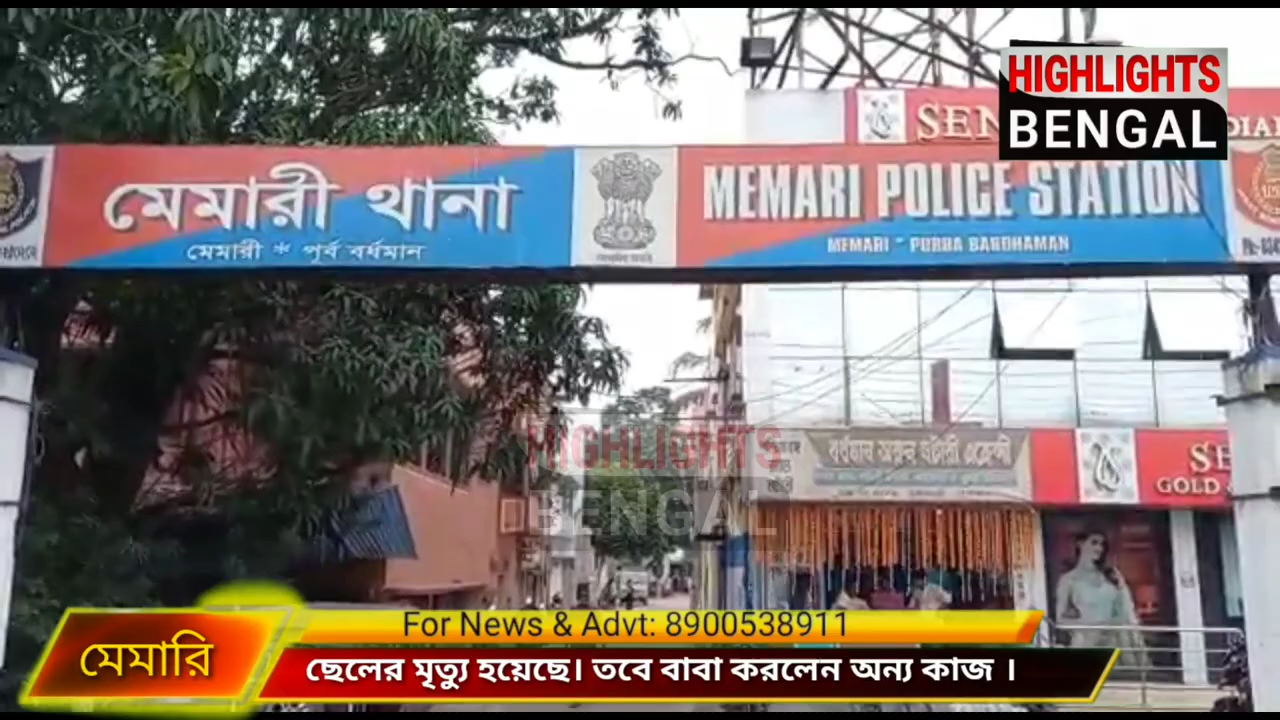 HIGHLIGHTS
BENGAL
SEN
মেমারী থানা
মেমারী * পূর্ব বর্ধমান
MEMARI POLICE STATION
MEMARI * PURBA BARDHAMAN
HIGHLIGHTS
BENGAL
GOLD
For News & Advt: 8900538911
মেমারি
ছেলের মৃত্যু হয়েছে। তবে বাবা করলেন অন্য কাজ ।